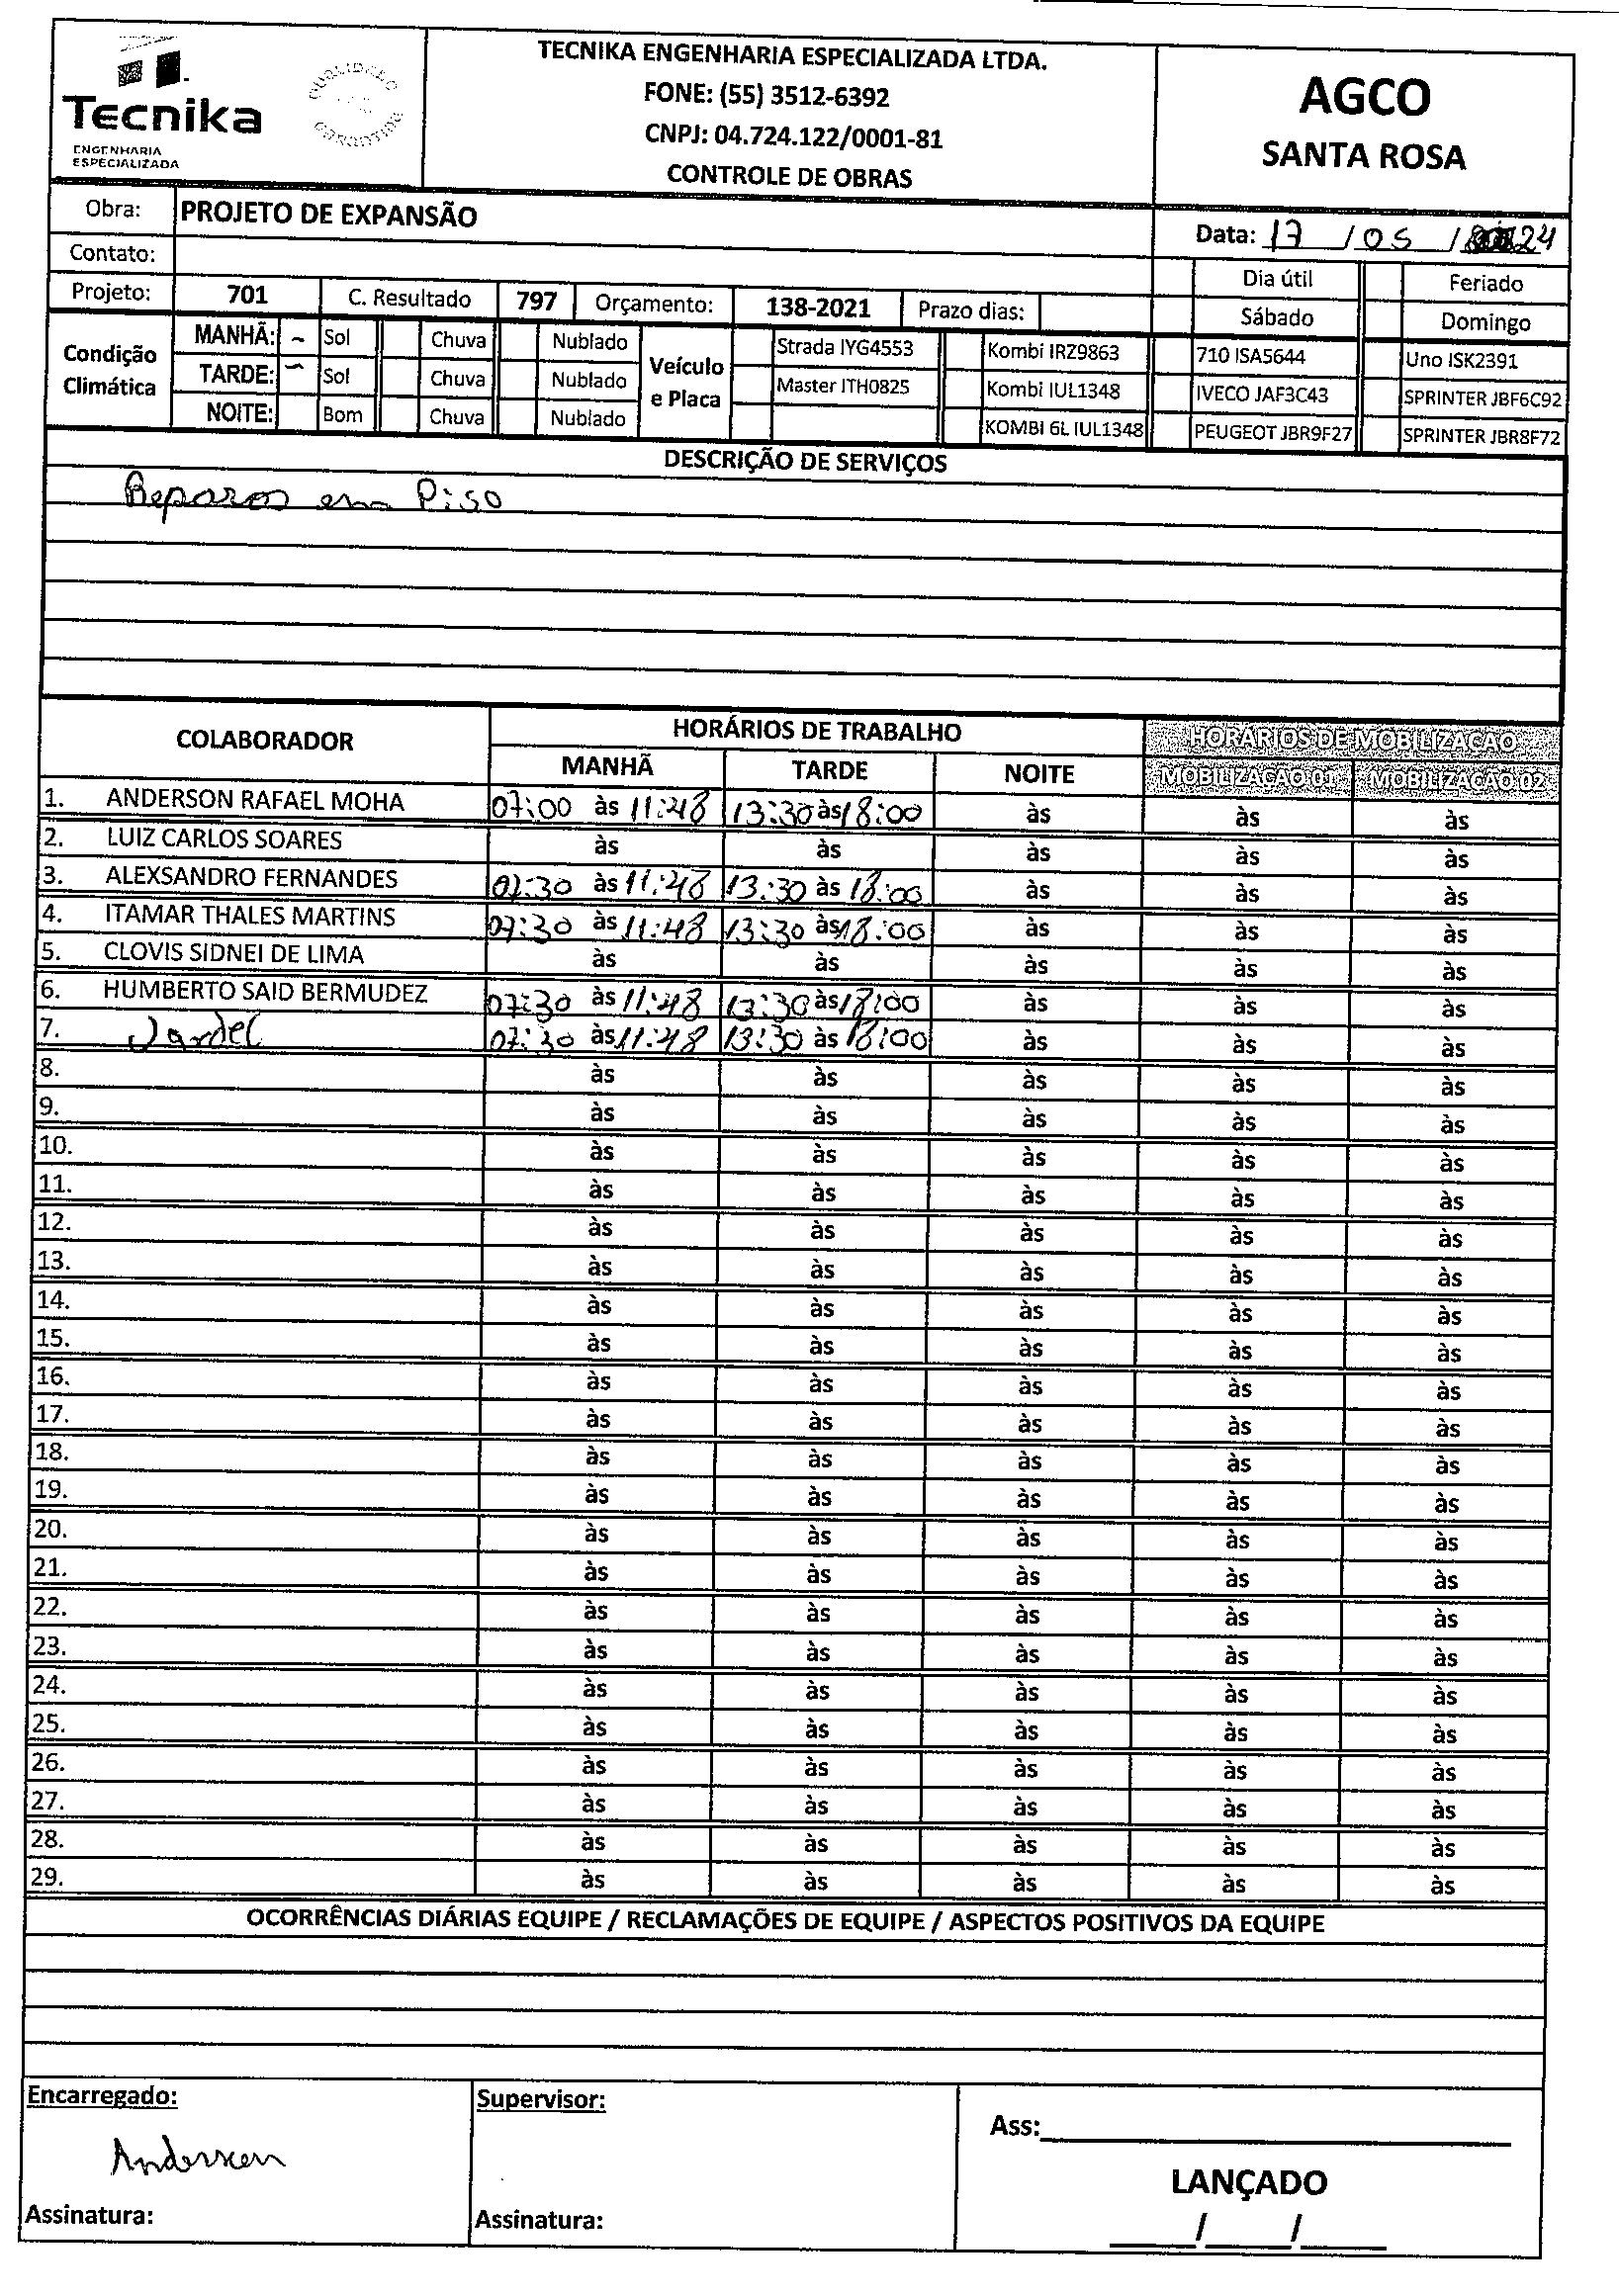 Tecnika
ENGENHARIA
ESPECIALIZADA
TECNIKA ENGENHARIA ESPECIALIZADA LTDA.
FONE: (55) 3512-6392
CNPJ: 04.724.122/0001-81
CONTROLE DE OBRAS
AGCO
SANTA ROSA
Obra: PROJETO DE EXPANSÃO
Data: 17 / 05 / 24
Contato:
Dia útil Feriado
Projeto: 701 C. Resultado 797 Orçamento: 138-2021 Prazo dias:
Sábado Domingo
Condição Climática
MANHÃ: ~ Sol Chuva Nublado
TARDE: ~ Sol Chuva Nublado
NOITE: Bom Chuva Nublado
Veículo e Placa
Strada IYG4553 Kombi IRZ9863 710 ISA5644 Uno ISK2391
Master ITH0825 Kombi IUL1348 IVECO JAF3C43 SPRINTER JBF6C92
KOMBI 6L IUL1348 PEUGEOT JBR9F27 SPRINTER JBR8F72
DESCRIÇÃO DE SERVIÇOS
Reparos em Piso
COLABORADOR HORÁRIOS DE TRABALHO HORÁRIOS DE MOBILIZAÇÃO
MANHÃ TARDE NOITE MOBILIZAÇÃO 01 MOBILIZAÇÃO 02
1. ANDERSON RAFAEL MOHA 07:00 às 11:48 13:30 às 18:00 às às às
2. LUIZ CARLOS SOARES às às às às às
3. ALEXSANDRO FERNANDES 07:30 às 11:48 13:30 às 18:00 às às às
4. ITAMAR THALES MARTINS 07:30 às 11:48 13:30 às 18:00 às às às
5. CLOVIS SIDNEI DE LIMA às às às às às
6. HUMBERTO SAID BERMUDEZ 07:30 às 11:48 13:30 às 18:00 às às às
7. Jardel 07:30 às 11:48 13:30 às 18:00 às às às
8. às às às às às
9. às às às às às
10. às às às às às
11. às às às às às
12. às às às às às
13. às às às às às
14. às às às às às
15. às às às às às
16. às às às às às
17. às às às às às
18. às às às às às
19. às às às às às
20. às às às às às
21. às às às às às
22. às às às às às
23. às às às às às
24. às às às às às
25. às às às às às
26. às às às às às
27. às às às às às
28. às às às às às
29. às às às às às
OCORRÊNCIAS DIÁRIAS EQUIPE / RECLAMAÇÕES DE EQUIPE / ASPECTOS POSITIVOS DA EQUIPE
Encarregado: Supervisor:
Ass:
Anderson
LANÇADO
Assinatura: Assinatura:
/ /